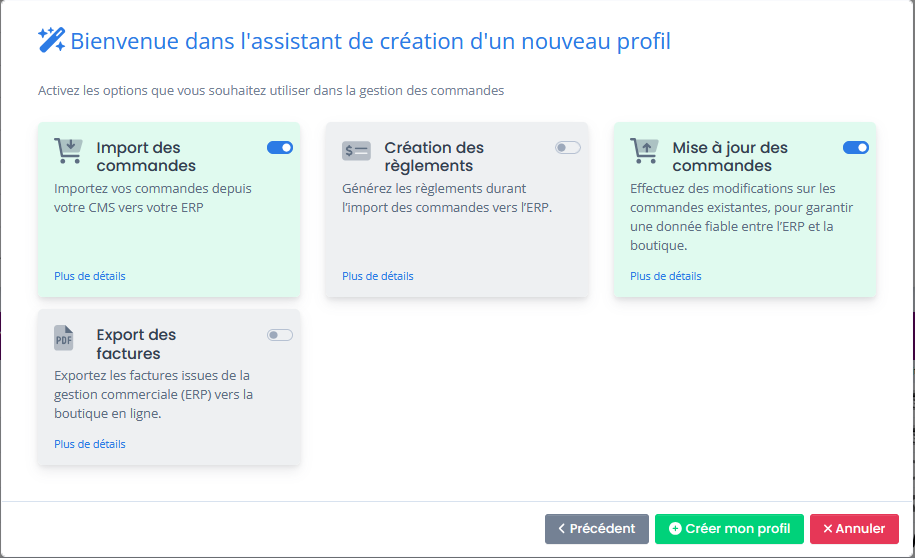 Bienvenue dans l'assistant de création d'un nouveau profil
Activez les options que vous souhaitez utiliser dans la gestion des commandes
Import des
commandes
Importez vos commandes depuis
votre CMS vers votre ERP
Plus de détails
Création des
règlements
Générez les règlements durant
l’import des commandes vers l’ERP.
Plus de détails
Mise à jour des
commandes
Effectuez des modifications sur les
commandes existantes, pour garantir
une donnée fiable entre l’ERP et la
boutique.
Plus de détails
PDF
Export des
factures
Exportez les factures issues de la
gestion commerciale (ERP) vers la
boutique en ligne.
Plus de détails
Précédent
Créer mon profil
Annuler